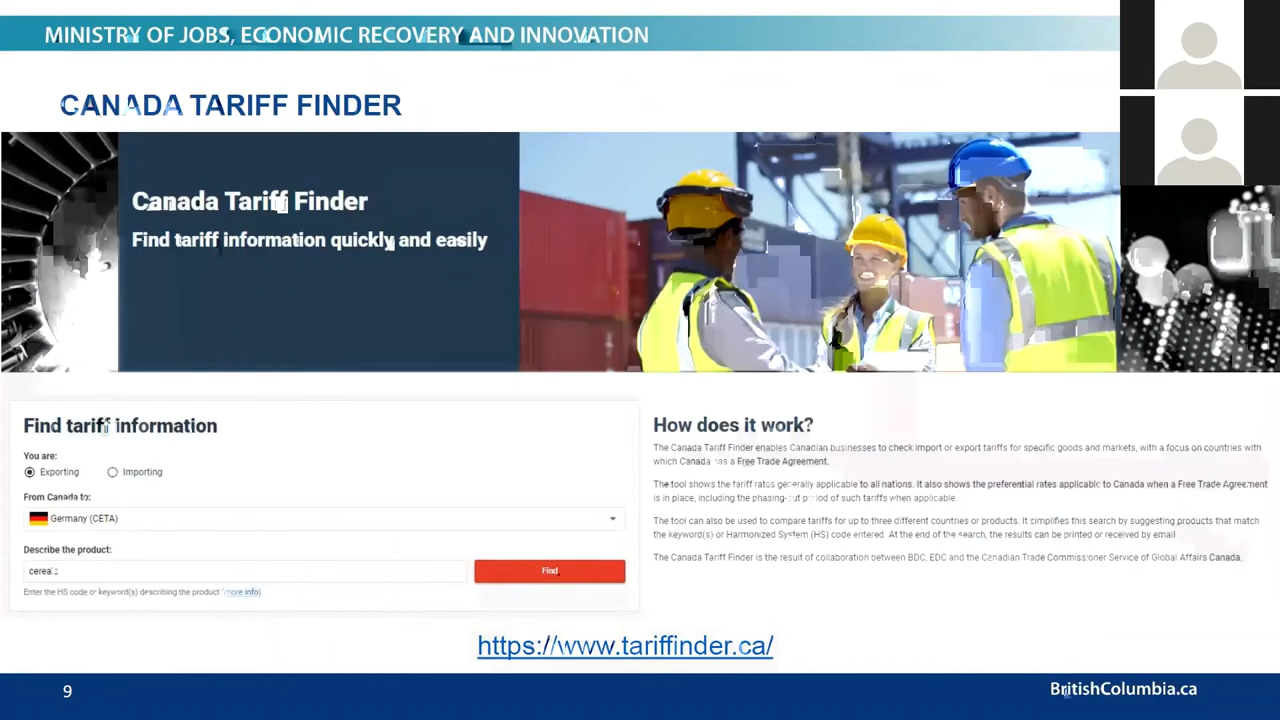 MINISTRY OF JOBS, ECONOMIC RECOVERY AND INNOVATION
CANADA TARIFF FINDER
Canada Tariff Finder
Find tariff information quickly and easily
Find tariff information
You are:
Exporting
Importing
From Canada to:
Germany (CETA)
Describe the product:
cereals
Find
Enter the HS code or keyword(s) describing the product (more info)
How does it work?
The Canada Tariff Finder enables Canadian businesses to check import or export tariffs for specific goods and markets, with a focus on countries with
which Canada has a Free Trade Agreement.
The tool shows the tariff rates generally applicable to all nations. It also shows the preferential rates applicable to Canada when a Free Trade Agreement
is in place, including the phasing-out period of such tariffs when applicable.
The tool can also be used to compare tariffs for up to three different countries or products. It simplifies this search by suggesting products that match
the keyword(s) or Harmonized System (HS) code entered. At the end of the search, the results can be printed or received by email
The Canada Tariff Finder is the result of collaboration between BDC, EDC and the Canadian Trade Commissioner Service of Global Affairs Canada.
https://www.tariffinder.ca/
9
BritishColumbia.ca